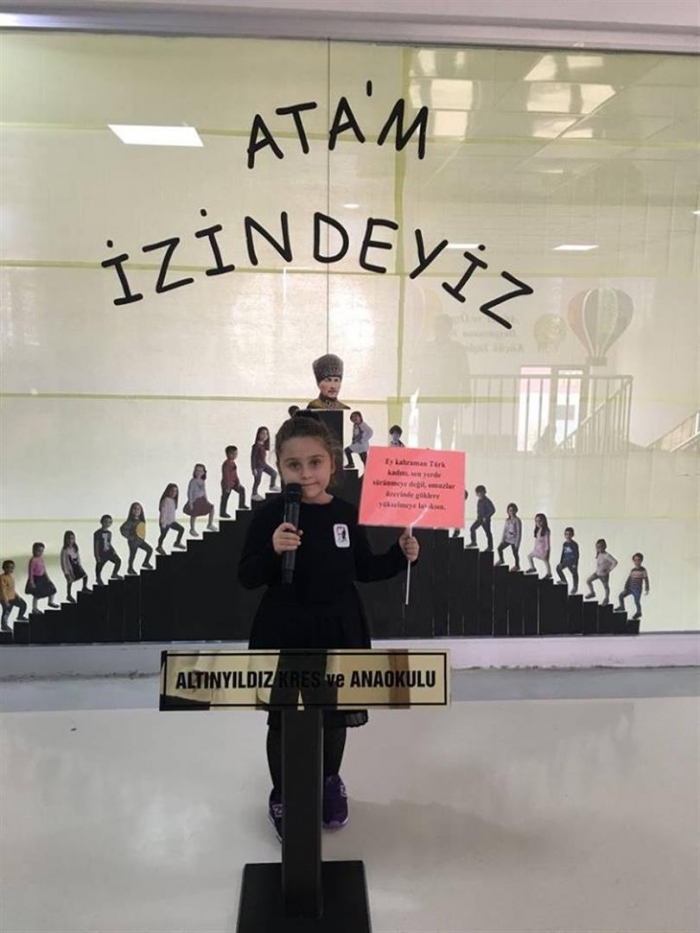 ATA'M
İZİNDEYİZ
Ey kahraman Türk
kadını, sen yerde
sürünmeye değil, omuzlar
üzerinde göklere
yükselmeye layıksın.
ALTINYILDIZ KREŞ ve ANAOKULU